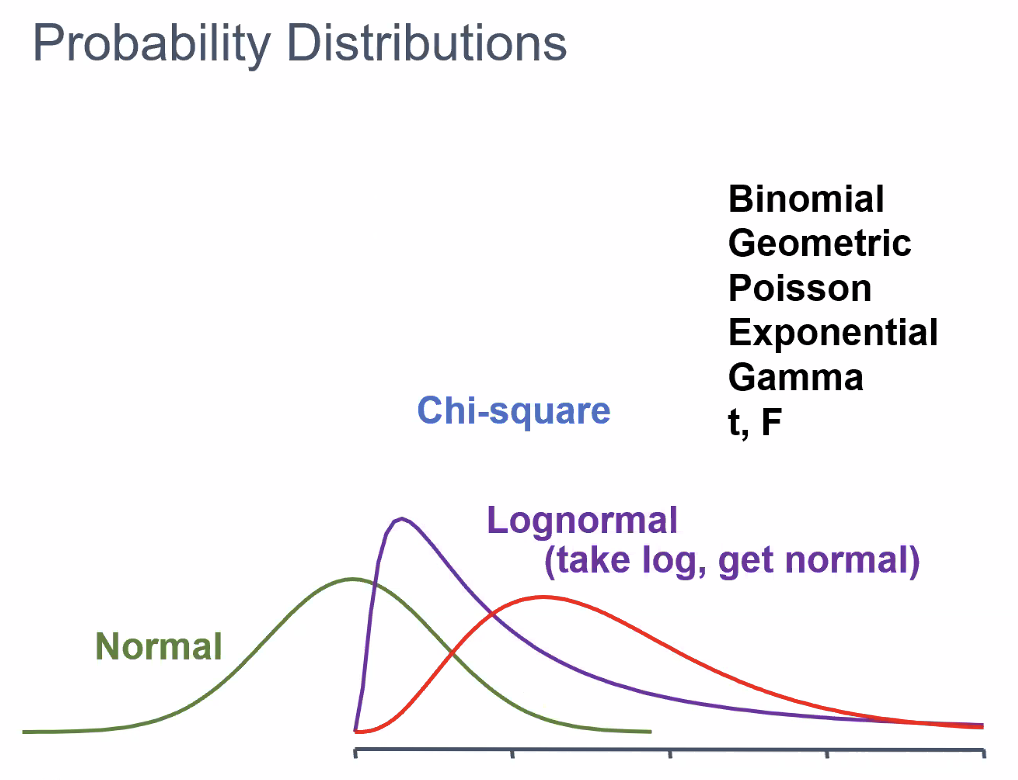 Probability Distributions
Binomial
Geometric
Poisson
Exponential
Gamma
t, F
Chi-square
Lognormal
(take log, get normal)
Normal